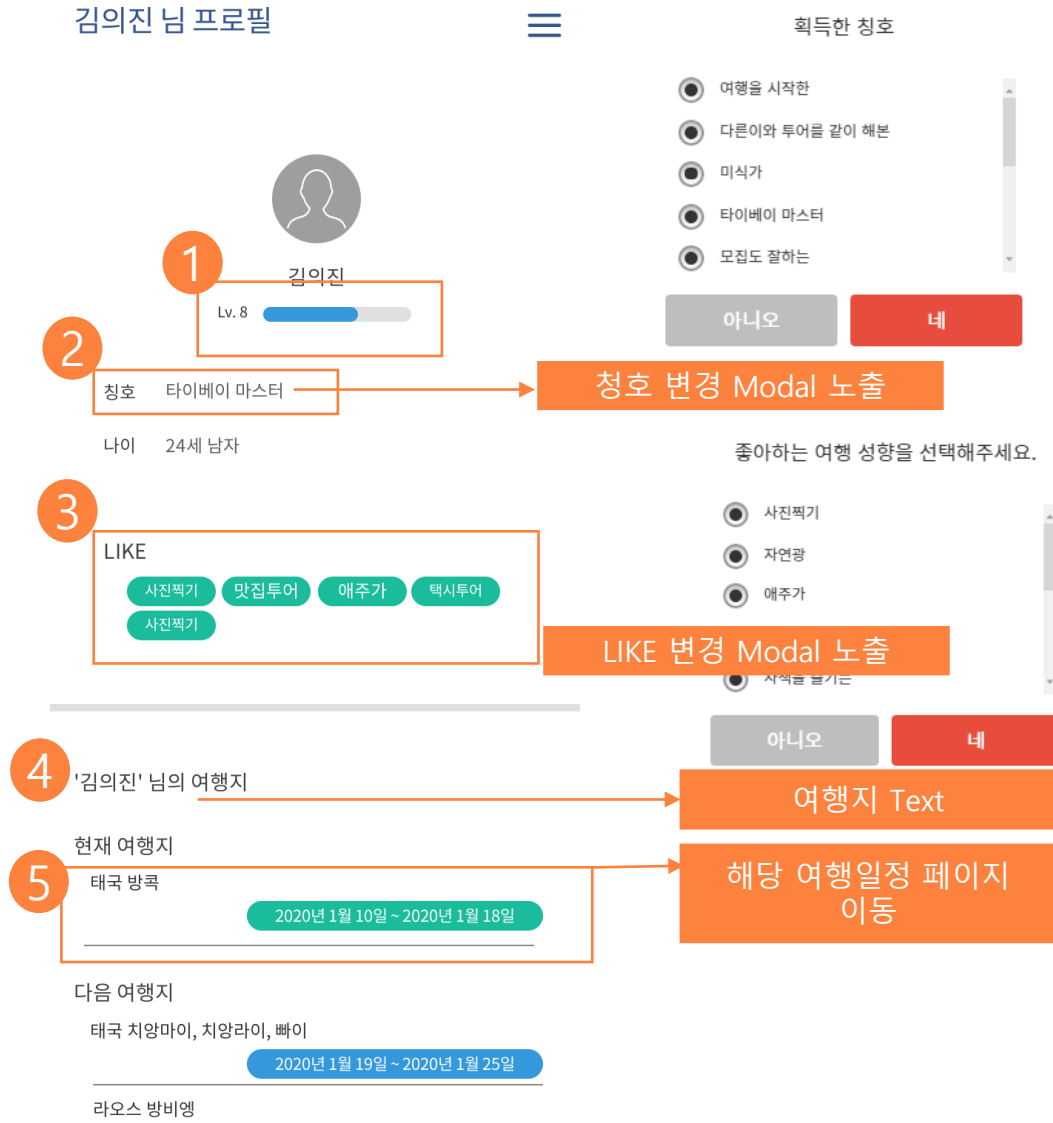 김의진 님 프로필
획득한 칭호
여행을 시작한
다른이와 투어를 같이 해본
미식가
타이베이 마스터
모집도 잘하는
아니오
네
1
김의진
Lv. 8
2
칭호
타이베이 마스터
청호 변경 Modal 노출
나이
24세 남자
좋아하는 여행 성향을 선택해주세요.
사진찍기
자연광
애주가
3
LIKE
사진찍기
맛집투어
애주가
택시투어
사진찍기
LIKE 변경 Modal 노출
아니오
네
4
'김의진' 님의 여행지
여행지 Text
현재 여행지
5
태국 방콕
2020년 1월 10일 ~ 2020년 1월 18일
해당 여행일정 페이지
이동
다음 여행지
태국 치앙마이, 치앙라이, 빠이
2020년 1월 19일 ~ 2020년 1월 25일
라오스 방비엥